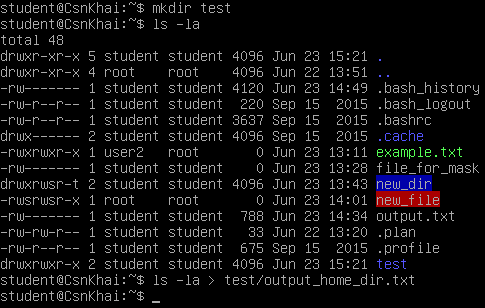 student@CsnKhai:~$ mkdir test
student@CsnKhai:~$ ls -la
total 48
drwxr-xr-x 5 student student 4096 Jun 23 15:21 .
drwxr-xr-x 4 root    root    4096 Jun 22 13:51 ..
-rw------- 1 student student 4120 Jun 23 14:49 .bash_history
-rw-r--r-- 1 student student  220 Sep 15  2015 .bash_logout
-rw-r--r-- 1 student student 3637 Sep 15  2015 .bashrc
drwx------ 2 student student 4096 Sep 15  2015 .cache
-rwxrwxr-x 1 user2   root       0 Jun 23 13:11 example.txt
-rw------- 1 student student    0 Jun 23 13:28 file_for_mask
drwxrwsr-t 2 student student 4096 Jun 23 13:43 new_dir
-rwsrwsr-x 1 root    root       0 Jun 23 14:01 new_file
-rw------- 1 student student  788 Jun 23 14:34 output.txt
-rw-rw-r-- 1 student student   33 Jun 22 13:20 .plan
-rw-r--r-- 1 student student  675 Sep 15  2015 .profile
drwxrwxr-x 2 student student 4096 Jun 23 15:21 test
student@CsnKhai:~$ ls -la > test/output_home_dir.txt
student@CsnKhai:~$ _